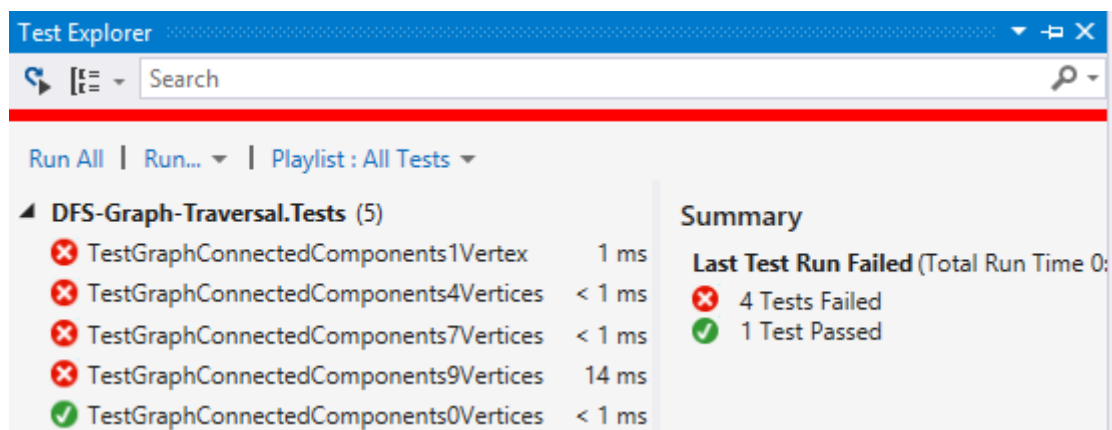 Test Explorer
Search
Run All | Run... | Playlist : All Tests
DFS-Graph-Traversal.Tests (5)
TestGraphConnectedComponents1Vertex 1 ms
TestGraphConnectedComponents4Vertices < 1 ms
TestGraphConnectedComponents7Vertices < 1 ms
TestGraphConnectedComponents9Vertices 14 ms
TestGraphConnectedComponents0Vertices < 1 ms
Summary
Last Test Run Failed (Total Run Time 0:
4 Tests Failed
1 Test Passed